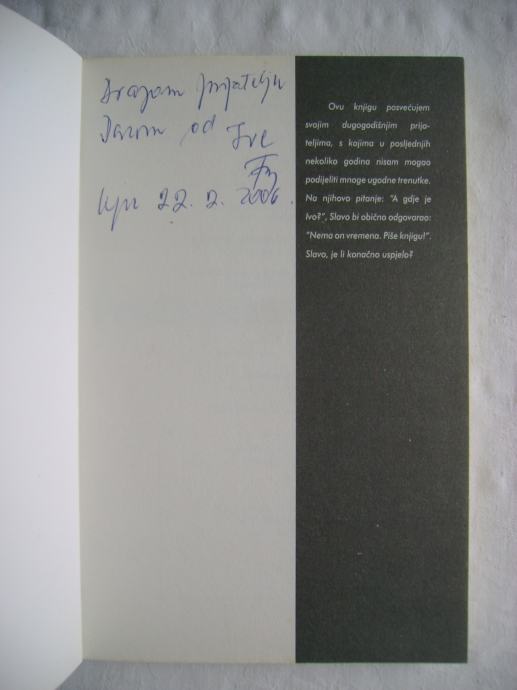 Dragom prijatelju
od Ive
22. 2. 2006.
Ovu knjigu posvećujem
svojim dugogodišnjim prija-
teljima, s kojima u posljednjih
nekoliko godina nisam mogao
podijeliti mnoge ugodne trenutke.
Na njihovo pitanje: "A gdje je
Ivo?", Slavo bi obično odgovarao:
"Nema on vremena. Piše knjigu!".
Slavo, je li konačno uspjelo?